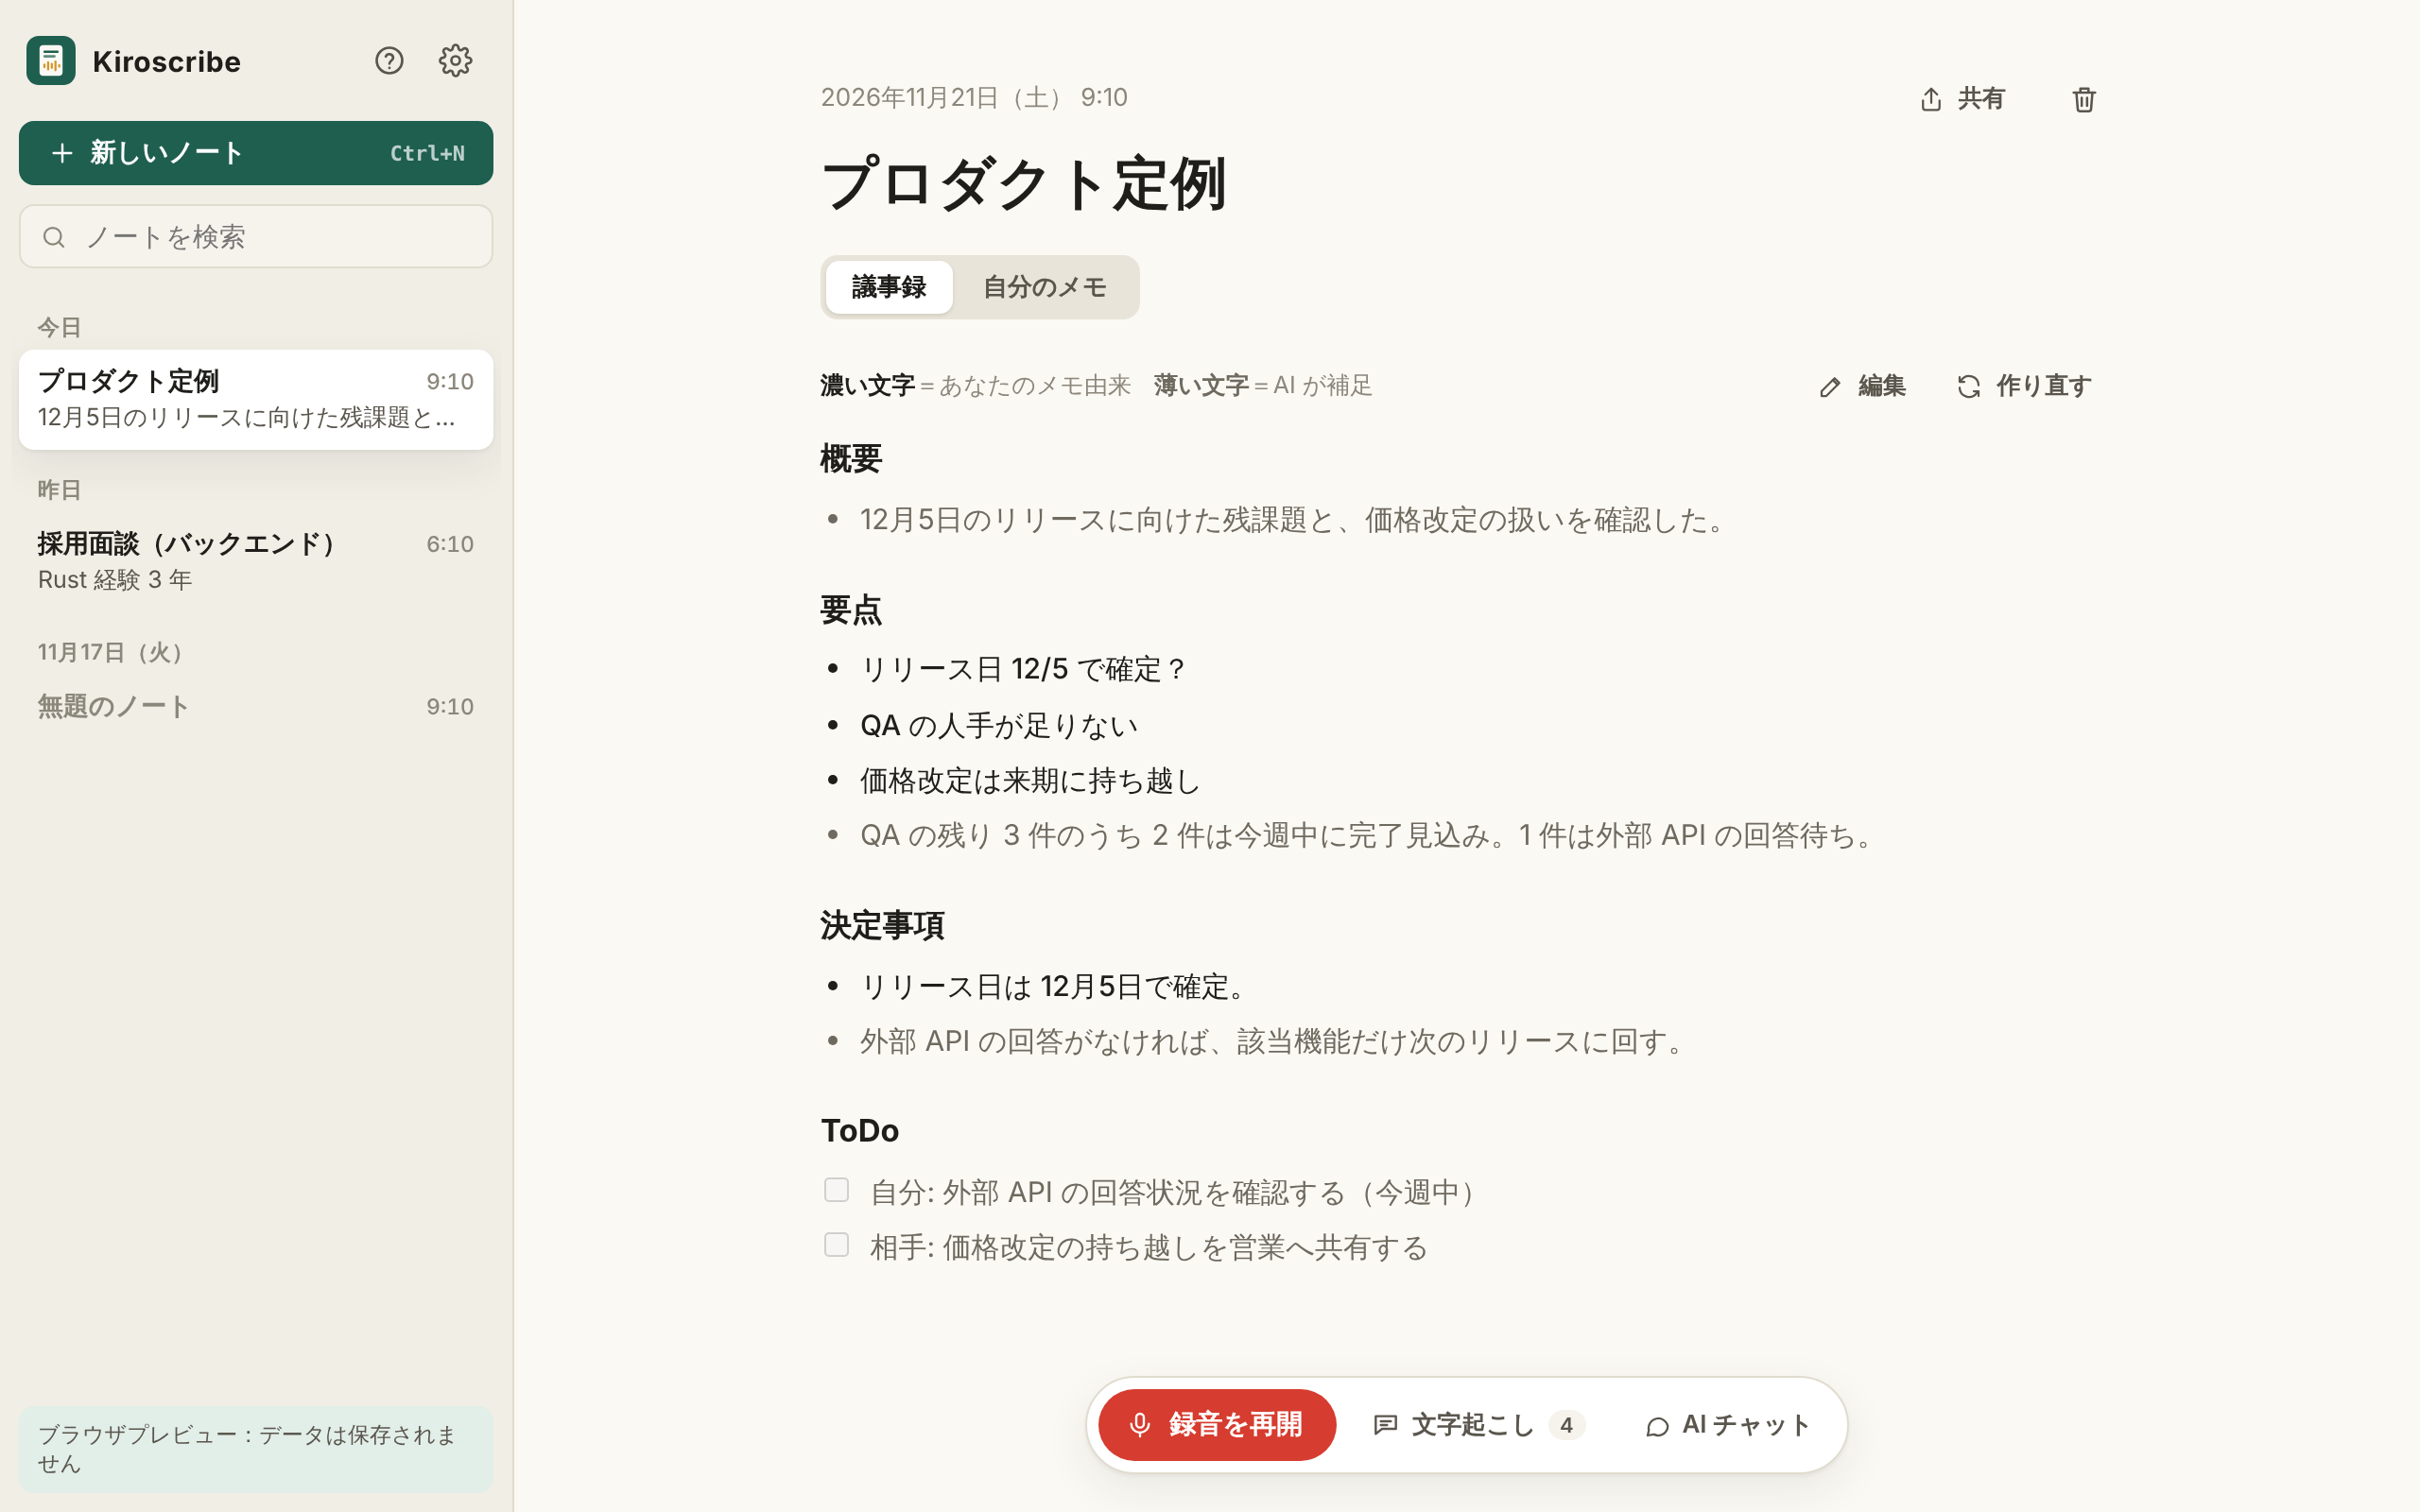 Kiroscribe
新しいノート Ctrl+N
ノートを検索
今日
プロダクト定例 9:10
12月5日のリリースに向けた残課題と...
昨日
採用面談（バックエンド） 6:10
Rust 経験 3 年
11月17日（火）
無題のノート 9:10
ブラウザプレビュー：データは保存されま
せん
2026年11月21日（土） 9:10
共有
プロダクト定例
議事録 自分のメモ
濃い文字＝あなたのメモ由来 薄い文字＝AI が補足
編集 作り直す
概要
• 12月5日のリリースに向けた残課題と、価格改定の扱いを確認した。
要点
• リリース日 12/5 で確定？
• QA の人手が足りない
• 価格改定は来期に持ち越し
• QA の残り 3 件のうち 2 件は今週中に完了見込み。1 件は外部 API の回答待ち。
決定事項
• リリース日は 12月5日で確定。
• 外部 API の回答がなければ、該当機能だけ次のリリースに回す。
ToDo
自分: 外部 API の回答状況を確認する（今週中）
相手: 価格改定の持ち越しを営業へ共有する
録音を再開 文字起こし 4 AI チャット